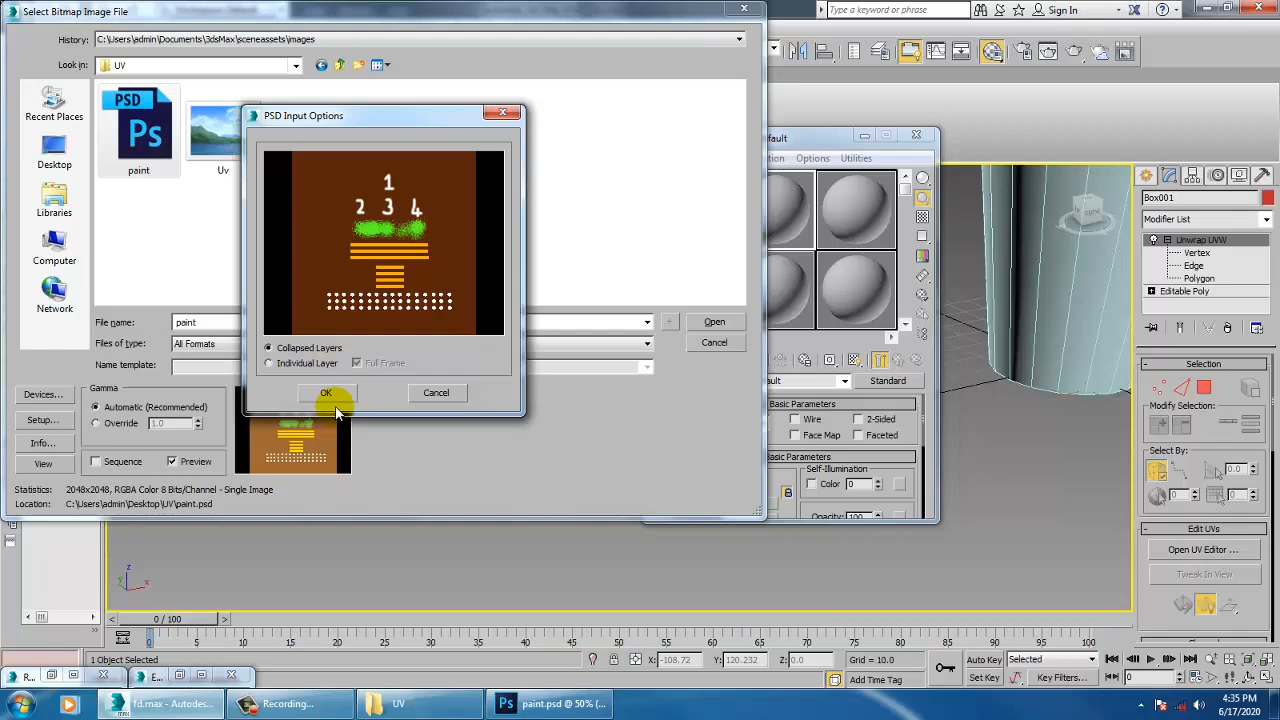 Select Bitmap Image File
Type a keyword or phrase
Sign In
History:
C:\Users\admin\Documents\3dsMax\sceneassets\images
Look in:
UV
Recent Places
Desktop
Libraries
Computer
Network
PSD
Ps
paint
Uv
PSD Input Options
1
2 3 4
Collapsed Layers
Individual Layer
Full Frame
OK
Cancel
File name:
paint
Open
Files of type:
All Formats
Cancel
Name template:
Devices...
Setup...
Info...
View
Gamma
Automatic (Recommended)
Override
1.0
Sequence
Preview
Statistics: 2048x2048, RGBA Color 8 Bits/Channel - Single Image
Location: C:\Users\admin\Desktop\UV\paint.psd
Options
Utilities
Standard
Basic Parameters
Wire
2-Sided
Face Map
Faceted
Basic Parameters
Self-Illumination
Color
0
Opacity:
100
Box001
Modifier List
Unwrap UVW
Vertex
Edge
Polygon
Editable Poly
Selection
Modify Selection:
Select By:
0.0
0
0
Edit UVs
Open UV Editor ...
Tweak In View
z
y
x
0 / 100
0 5 10 15 20 25 30 35 40 45 50 55 60 65 70 75 80 85 90 95 100
1 Object Selected
X: -108.72
Y: 120.232
Z: 0.0
Grid = 10.0
Add Time Tag
Auto Key
Selected
Set Key
Key Filters...
0
R...
E...
fd.max - Autodes...
Recording...
UV
paint.psd @ 50% (...
4:35 PM
6/17/2020